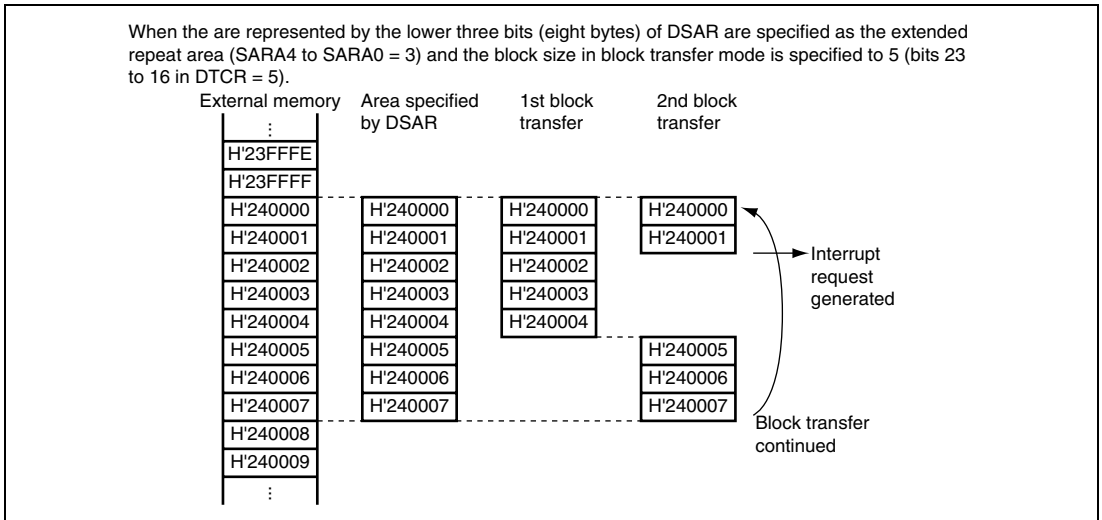 When the are represented by the lower three bits (eight bytes) of DSAR are specified as the extended
repeat area (SARA4 to SARA0 = 3) and the block size in block transfer mode is specified to 5 (bits 23
to 16 in DTCR = 5).
External memory
Area specified
by DSAR
1st block
transfer
2nd block
transfer
⋮
H'23FFFE
H'23FFFF
H'240000
H'240001
H'240002
H'240003
H'240004
H'240005
H'240006
H'240007
H'240008
H'240009
⋮
H'240000
H'240001
H'240002
H'240003
H'240004
H'240005
H'240006
H'240007
H'240000
H'240001
H'240002
H'240003
H'240004
H'240000
H'240001
H'240005
H'240006
H'240007
Interrupt
request
generated
Block transfer
continued